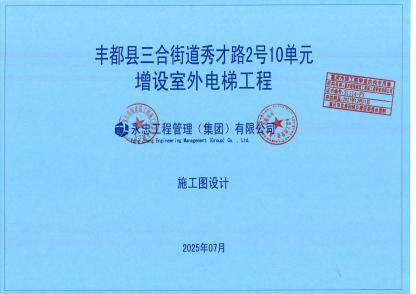 丰都县三合街道秀才路2号10单元
增设室外电梯工程
永忠工程管理（集团）有限公司
Yong Zhong Engineering Management (Group) Co., Ltd.
施工图设计
2025年07月